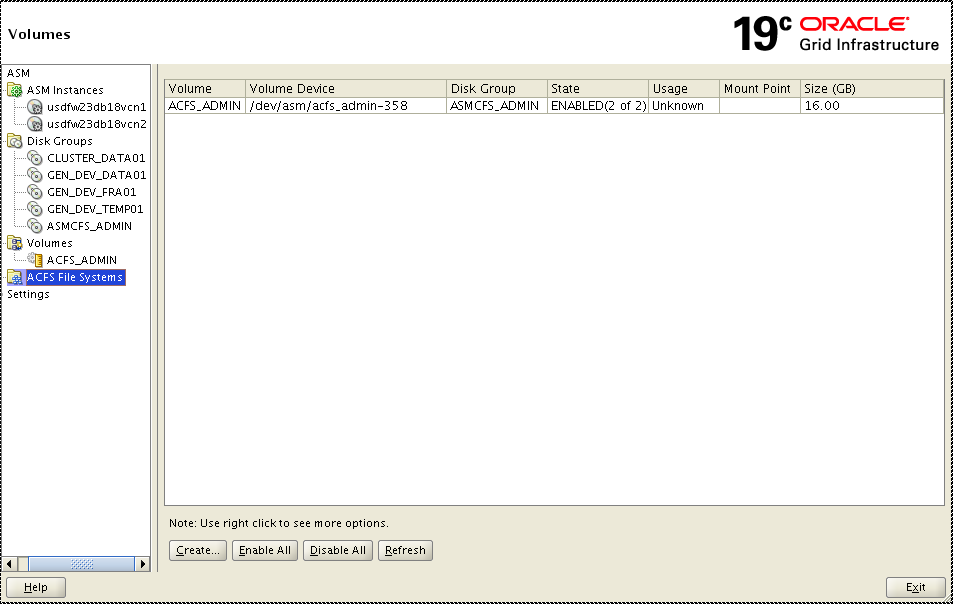 Volumes
19c ORACLE
Grid Infrastructure
ASM
ASM Instances
usdfw23db18vcn1
usdfw23db18vcn2
Disk Groups
CLUSTER_DATA01
GEN_DEV_DATA01
GEN_DEV_FRA01
GEN_DEV_TEMP01
ASMCFS_ADMIN
Volumes
ACFS_ADMIN
ACFS File Systems
Settings
Volume Volume Device Disk Group State Usage Mount Point Size (GB)
ACFS_ADMIN /dev/asm/acfs_admin-358 ASMCFS_ADMIN ENABLED(2 of 2) Unknown 16.00
Note: Use right click to see more options.
Create... Enable All Disable All Refresh
Help Exit